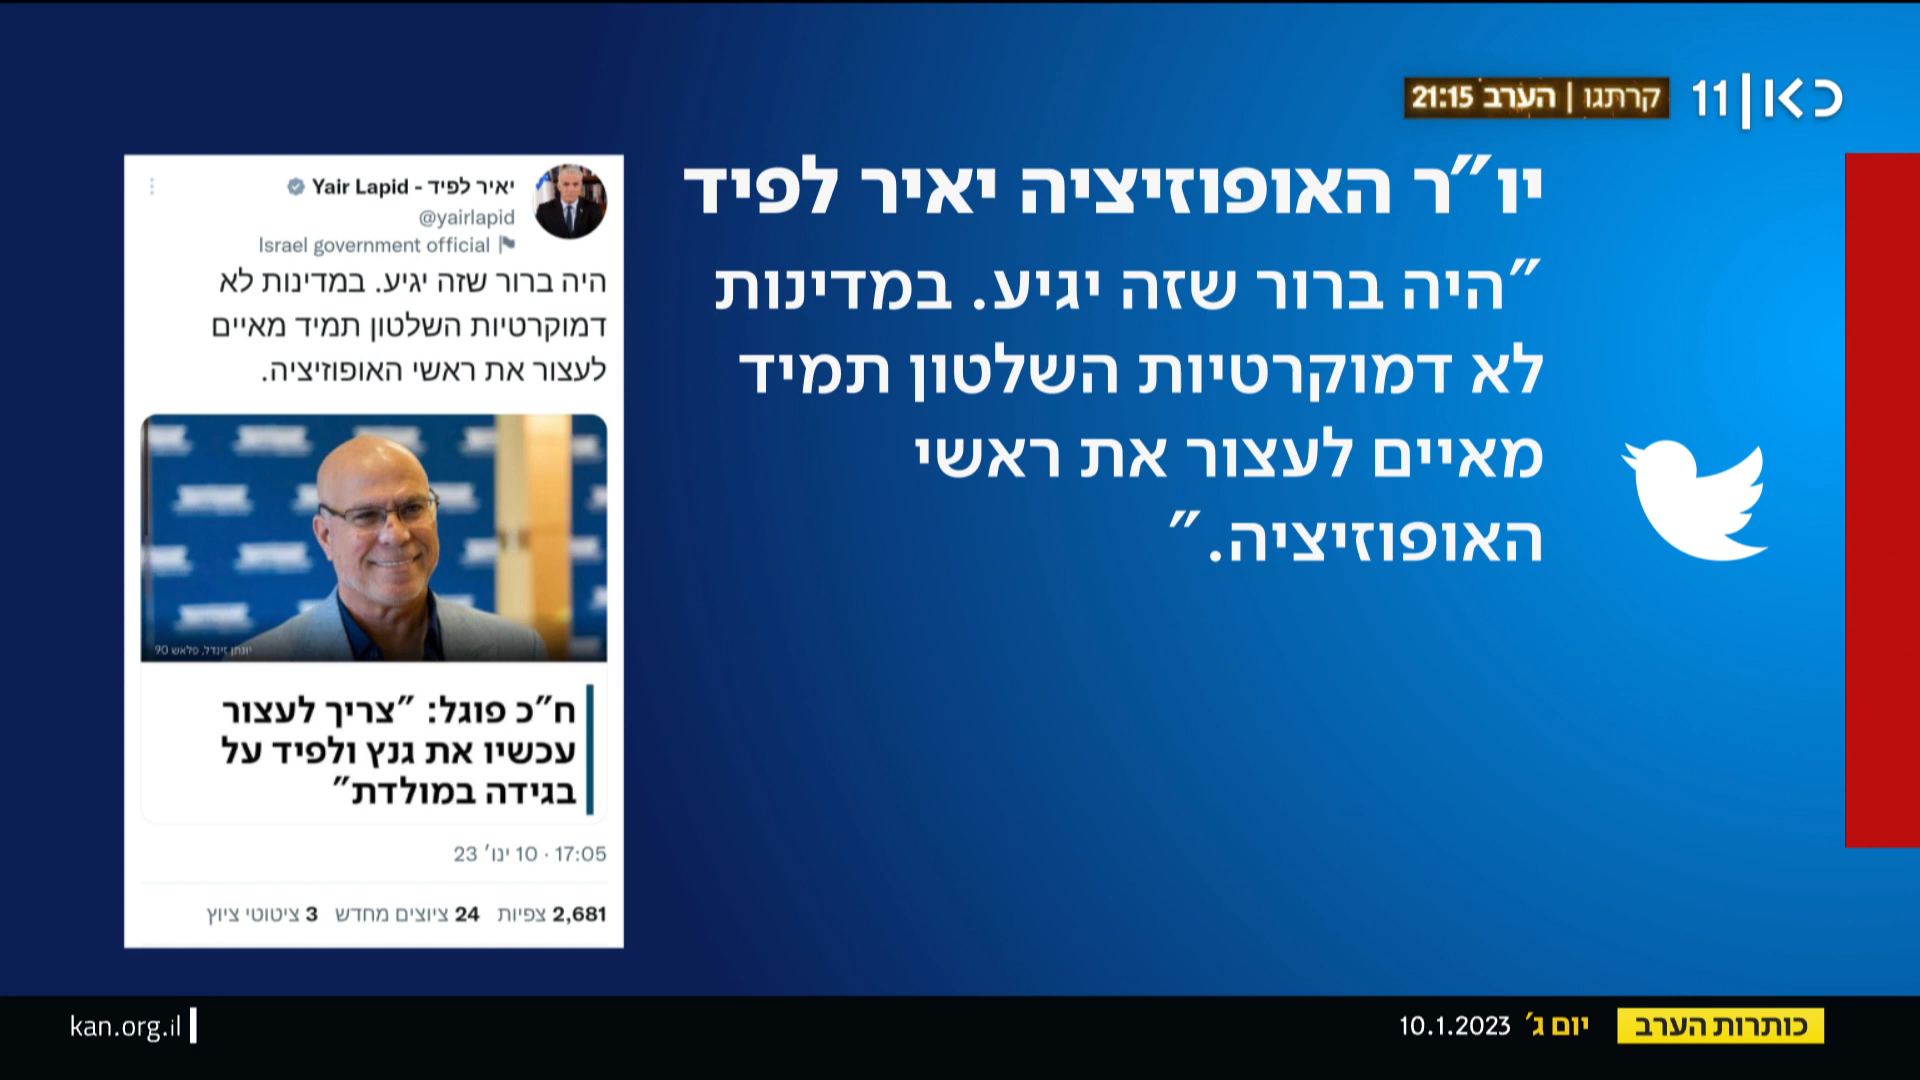 כאן 11
קרתגו | הערב 21:15
יו״ר האופוזיציה יאיר לפיד
״היה ברור שזה יגיע. במדינות
לא דמוקרטיות השלטון תמיד
מאיים לעצור את ראשי
האופוזיציה.״
יאיר לפיד - Yair Lapid
@yairlapid
Israel government official
היה ברור שזה יגיע. במדינות לא
דמוקרטיות השלטון תמיד מאיים
לעצור את ראשי האופוזיציה.
יונתן זינדל, פלאש 90
ח״כ פוגל: ״צריך לעצור
עכשיו את גנץ ולפיד על
בגידה במולדת״
17:05 · 10 ינו׳ 23
2,681 צפיות 24 ציוצים מחדש 3 ציטוטי ציוץ
כותרות הערב יום ג׳ 10.1.2023
kan.org.il